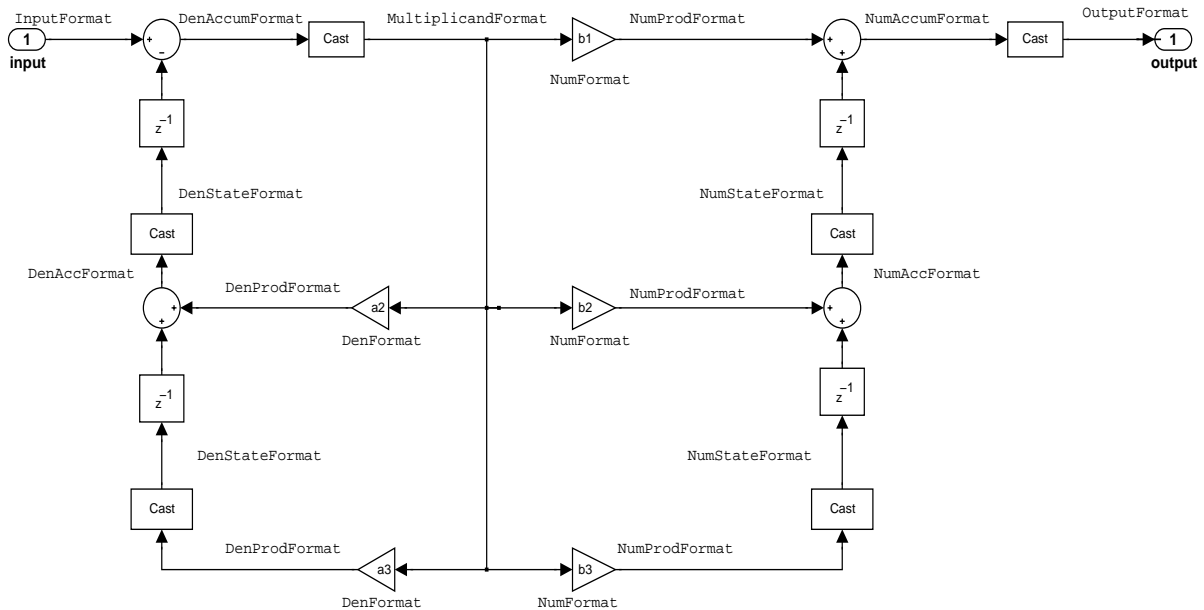 InputFormat
DenAccumFormat
MultiplicandFormat
NumProdFormat
NumAccumFormat
OutputFormat
1
input
+
−
Cast
b1
NumFormat
+
+
Cast
1
output
z−1
z−1
DenStateFormat
NumStateFormat
Cast
Cast
DenAccFormat
NumAccFormat
DenProdFormat
NumProdFormat
+
+
a2
b2
+
+
DenFormat
NumFormat
z−1
z−1
DenStateFormat
NumStateFormat
Cast
Cast
DenProdFormat
NumProdFormat
a3
b3
DenFormat
NumFormat